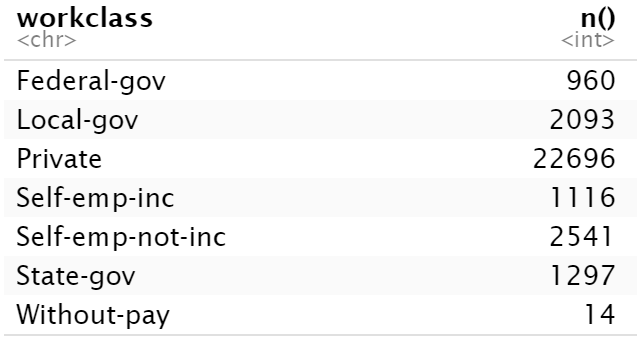 workclass n()
<chr> <int>
Federal-gov 960
Local-gov 2093
Private 22696
Self-emp-inc 1116
Self-emp-not-inc 2541
State-gov 1297
Without-pay 14